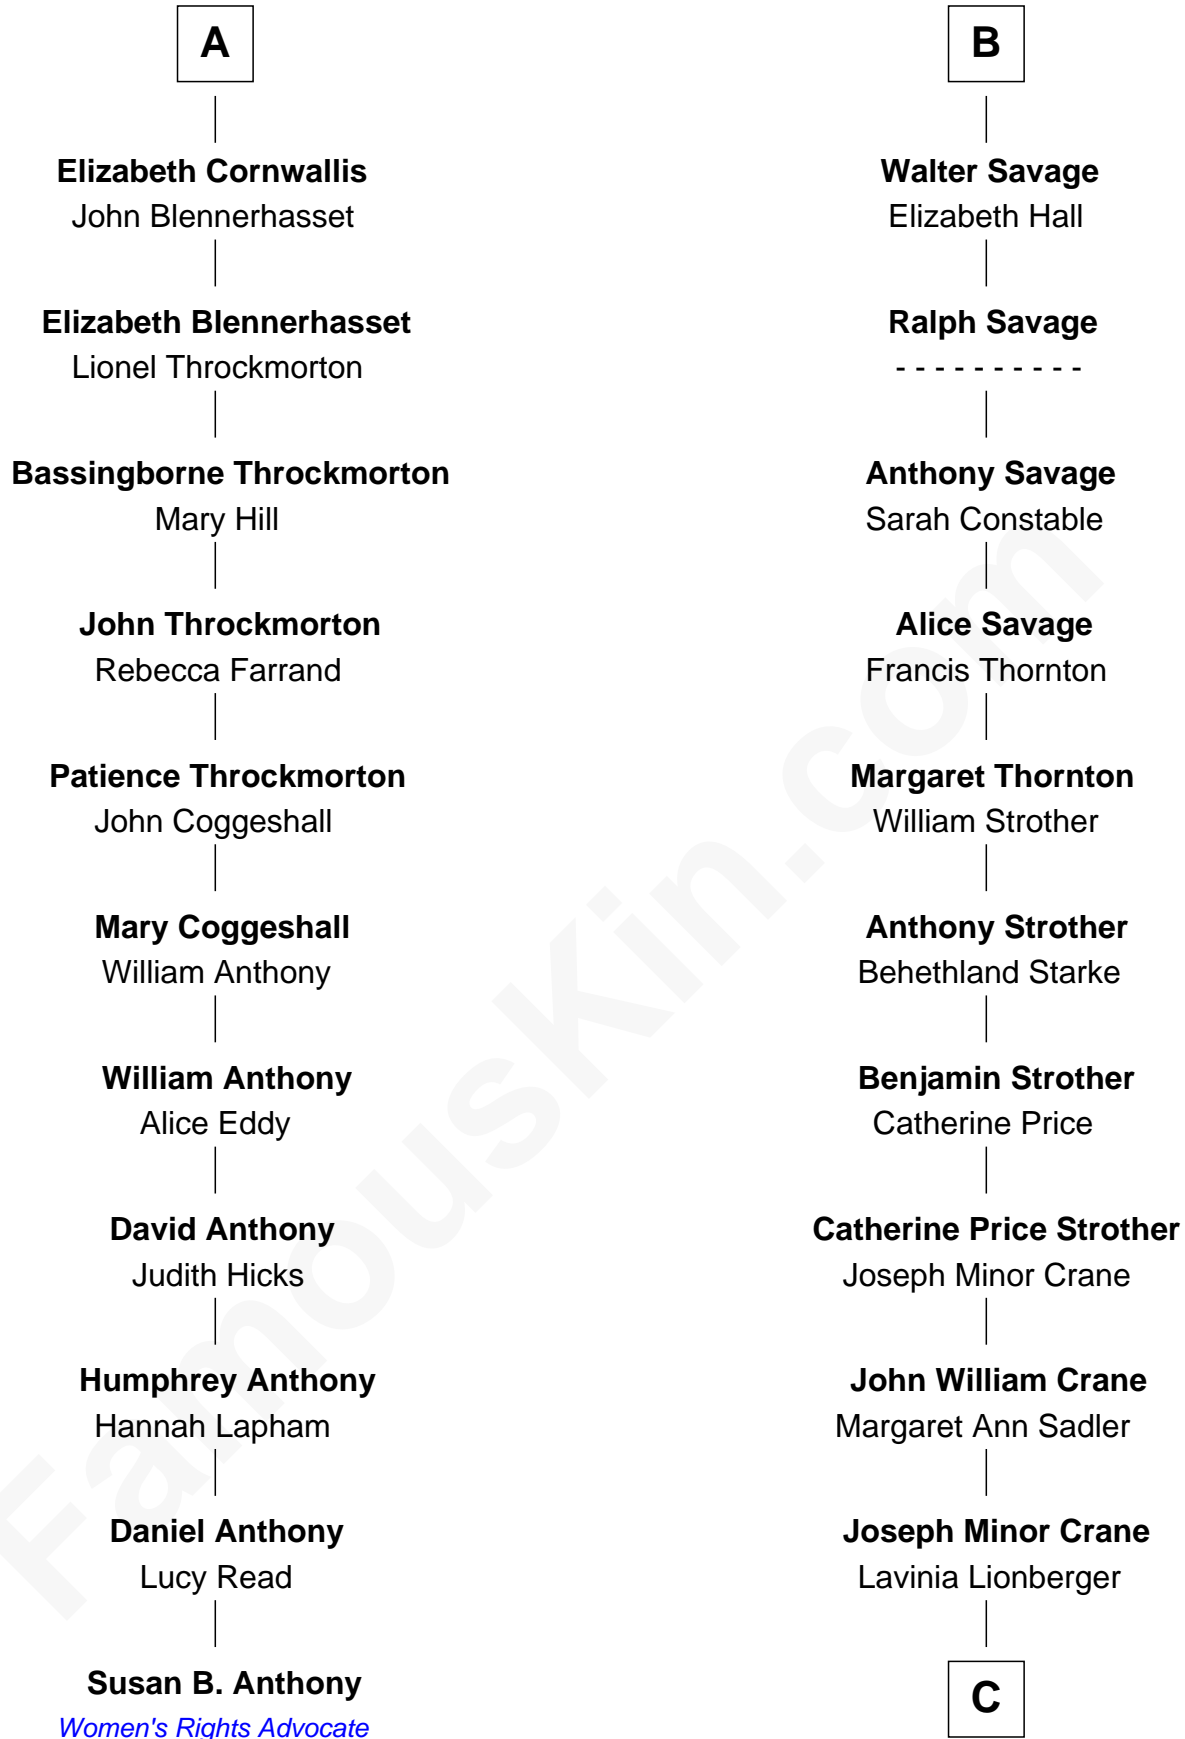 A
Elizabeth Cornwallis
John Blennerhasset
Elizabeth Blennerhasset
Lionel Throckmorton
Bassingborne Throckmorton
Mary Hill
John Throckmorton
Rebecca Farrand
Patience Throckmorton
John Coggeshall
Mary Coggeshall
William Anthony
William Anthony
Alice Eddy
David Anthony
Judith Hicks
Humphrey Anthony
Hannah Lapham
Daniel Anthony
Lucy Read
Susan B. Anthony
Women's Rights Advocate
B
Walter Savage
Elizabeth Hall
Ralph Savage
- - - - - - - - - -
Anthony Savage
Sarah Constable
Alice Savage
Francis Thornton
Margaret Thornton
William Strother
Anthony Strother
Behethland Starke
Benjamin Strother
Catherine Price
Catherine Price Strother
Joseph Minor Crane
John William Crane
Margaret Ann Sadler
Joseph Minor Crane
Lavinia Lionberger
C
FamousKin.com